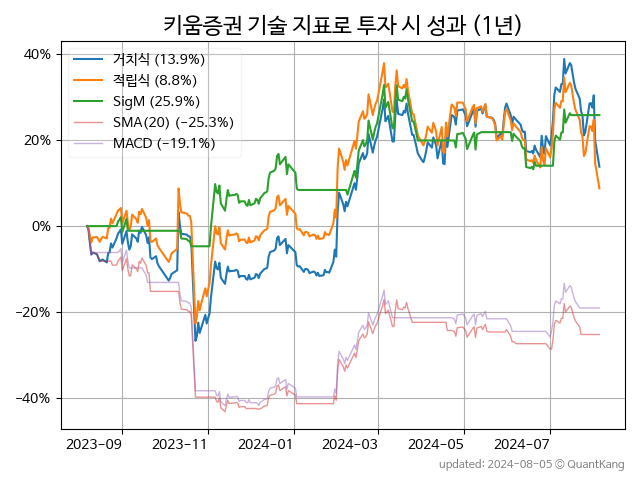 키움증권 기술 지표로 투자 시 성과 (1년)
거치식 (13.9%)
적립식 (8.8%)
SigM (25.9%)
SMA(20) (−25.3%)
MACD (−19.1%)
40%
20%
0%
−20%
−40%
2023-09 2023-11 2024-01 2024-03 2024-05 2024-07
updated: 2024-08-05 ⓒ QuantKang